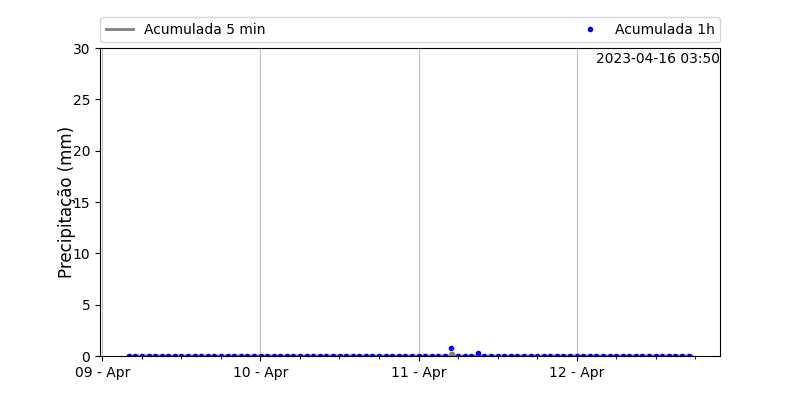 Acumulada 5 min
Acumulada 1h
2023-04-16 03:50
Precipitação (mm)
30
25
20
15
10
5
0
09 - Apr
10 - Apr
11 - Apr
12 - Apr